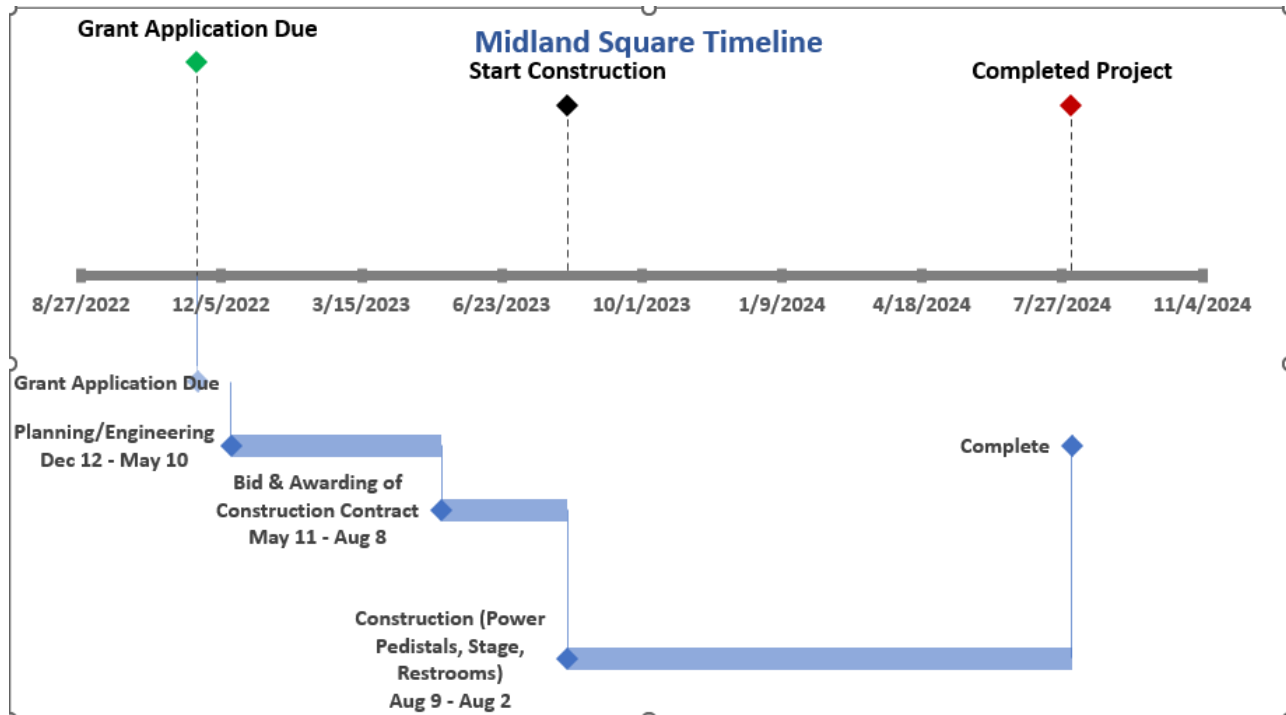 Grant Application Due
Midland Square Timeline
Start Construction
Completed Project
8/27/2022
12/5/2022
3/15/2023
6/23/2023
10/1/2023
1/9/2024
4/18/2024
7/27/2024
11/4/2024
Grant Application Due
Planning/Engineering
Dec 12 - May 10
Complete
Bid & Awarding of
Construction Contract
May 11 - Aug 8
Construction (Power
Pedistals, Stage,
Restrooms)
Aug 9 - Aug 2